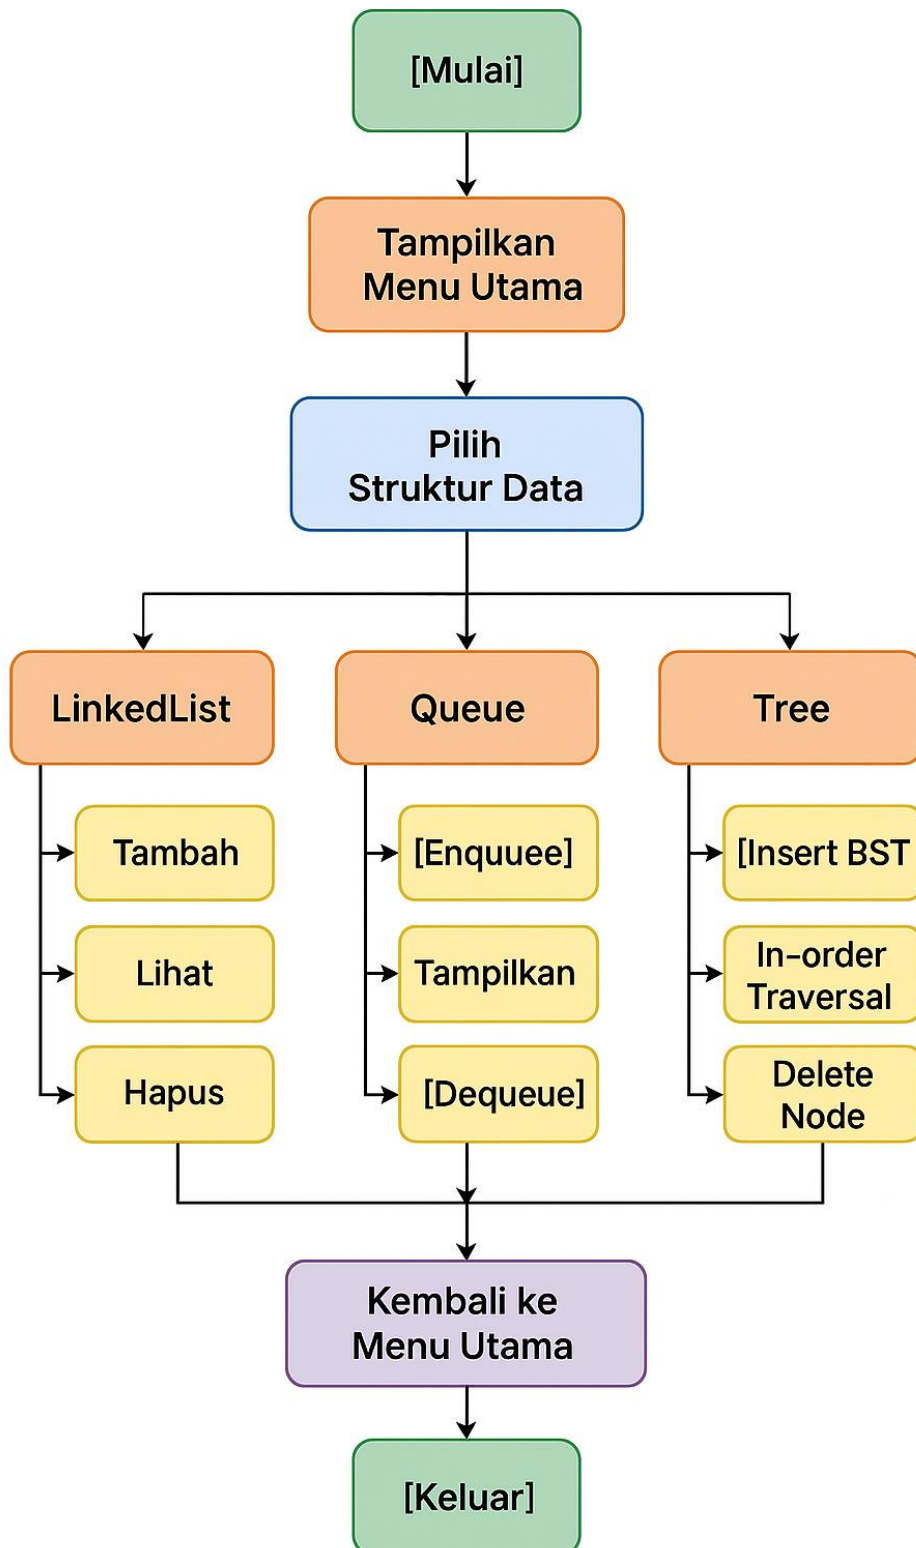 [Mulai]
Tampilkan
Menu Utama
Pilih
Struktur Data
LinkedList
Queue
Tree
Tambah
[Enquuee]
[Insert BST
Lihat
Tampilkan
In-order
Traversal
Hapus
[Dequeue]
Delete
Node
Kembali ke
Menu Utama
[Keluar]